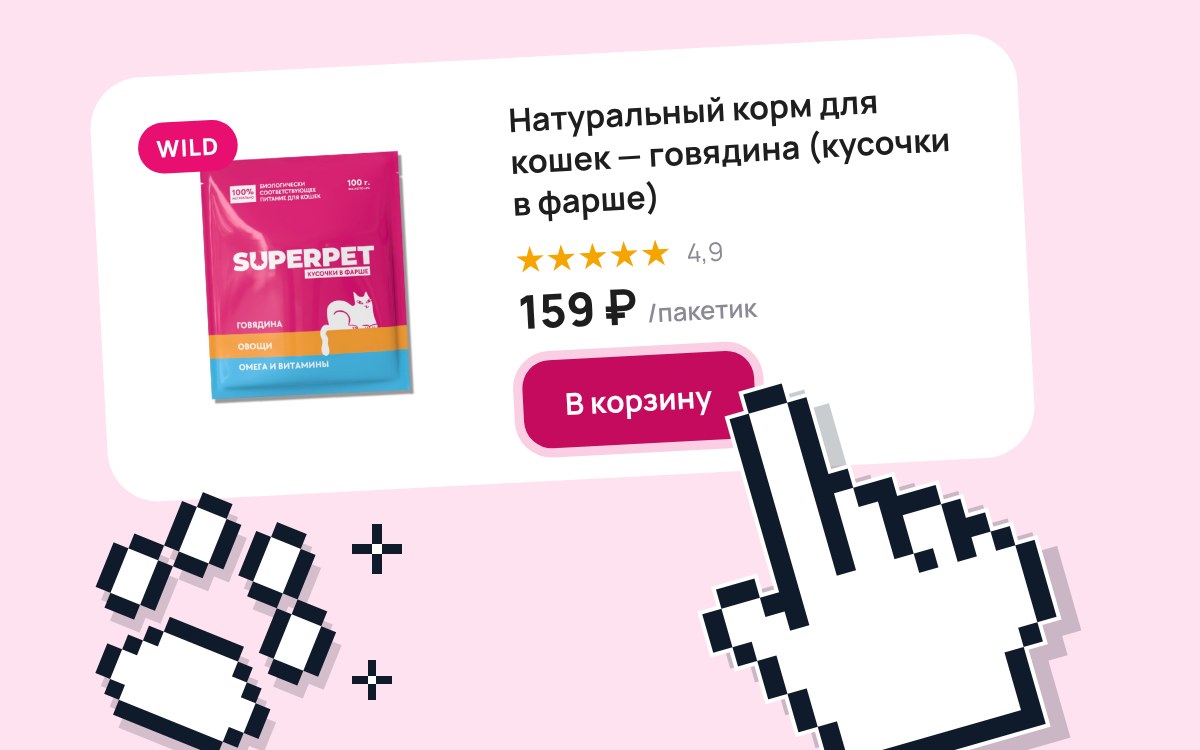 WILD
100%
БИОЛОГИЧЕСКИ
СООТВЕТСТВУЮЩЕЕ
ПИТАНИЕ ДЛЯ КОШЕК
100 г.
SUPERPET
КУСОЧКИ В ФАРШЕ
ГОВЯДИНА
ОВОЩИ
ОМЕГА И ВИТАМИНЫ
Натуральный корм для
кошек — говядина (кусочки
в фарше)
4,9
159 ₽ /пакетик
В корзину